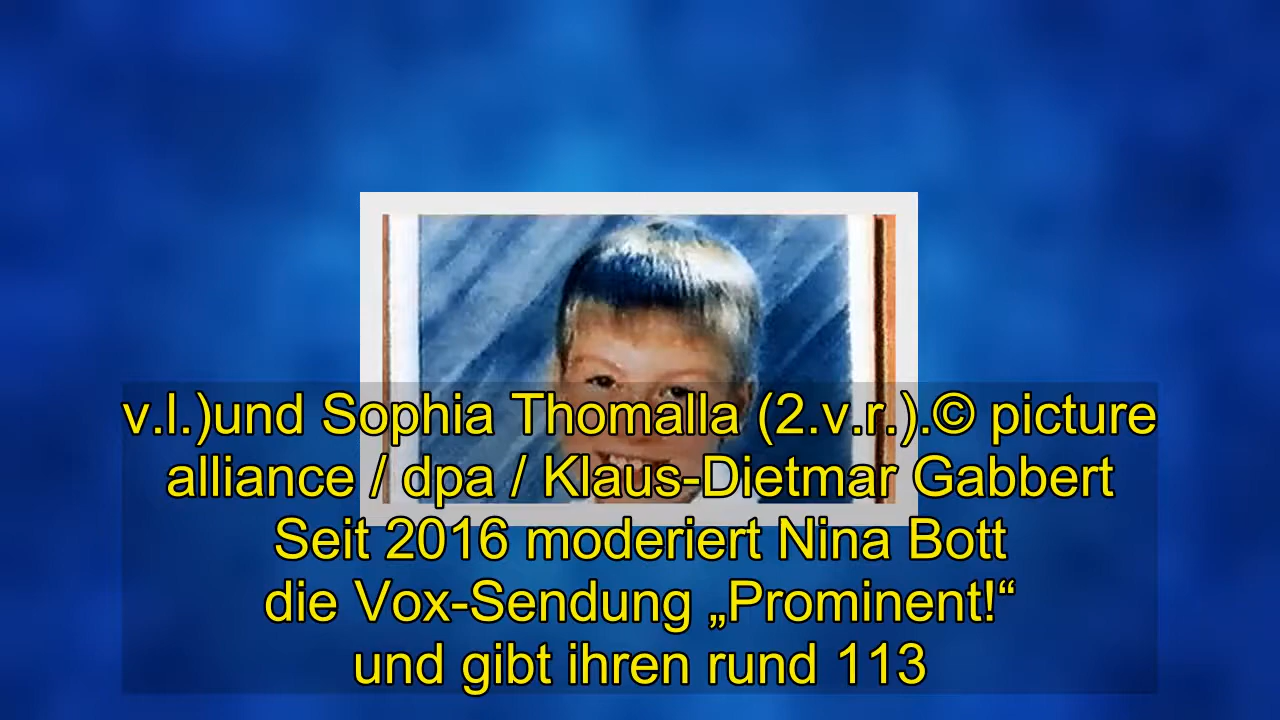 v.l.)und Sophia Thomalla (2.v.r.).© picture
alliance / dpa / Klaus-Dietmar Gabbert
Seit 2016 moderiert Nina Bott
die Vox-Sendung „Prominent!“
und gibt ihren rund 113